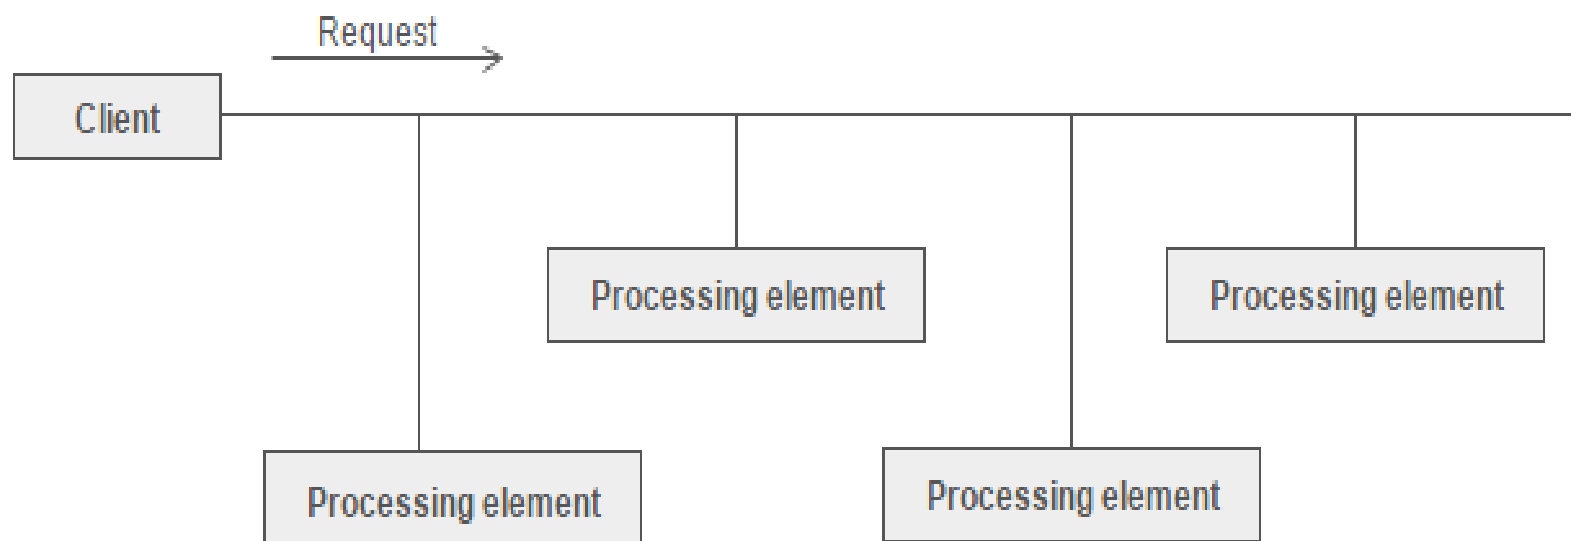 Request
Client
Processing element
Processing element
Processing element
Processing element